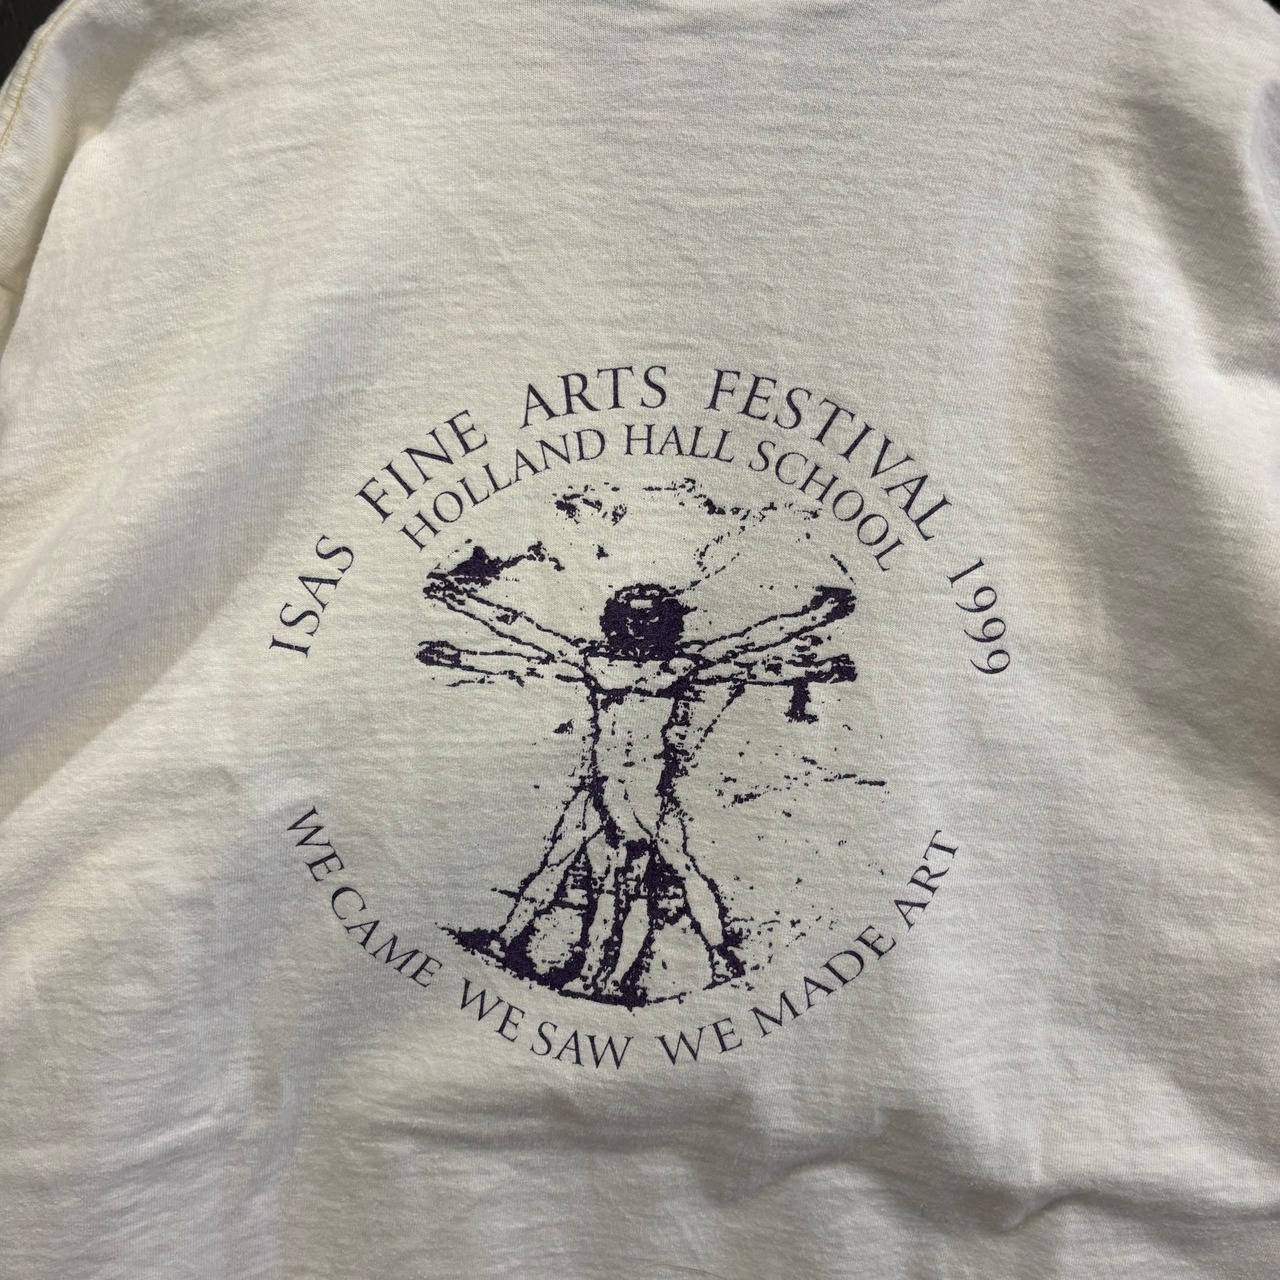 ISAS FINE ARTS FESTIVAL 1999
HOLLAND HALL SCHOOL
WE CAME WE SAW WE MADE ART